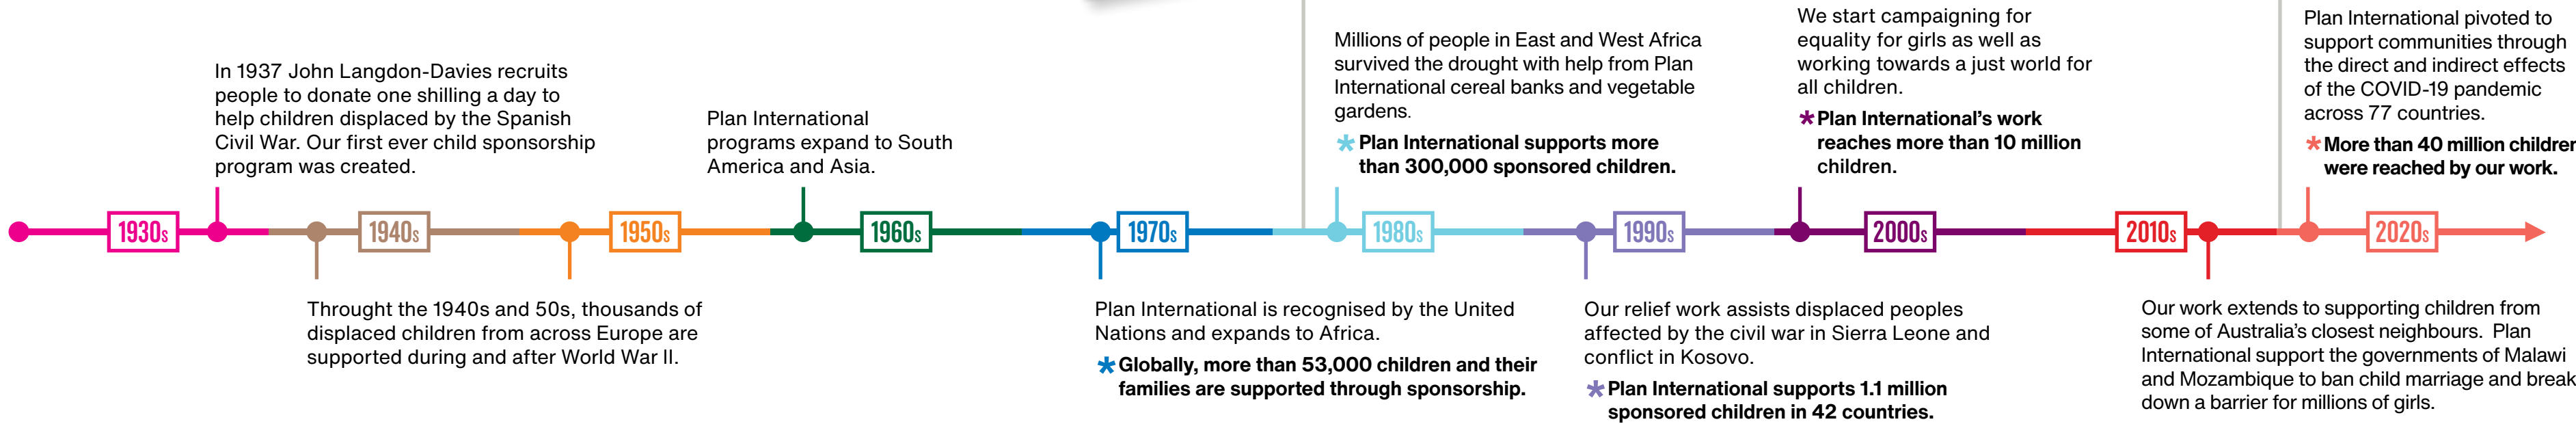 In 1937 John Langdon-Davies recruits
people to donate one shilling a day to
help children displaced by the Spanish
Civil War. Our first ever child sponsorship
program was created.
Plan International
programs expand to South
America and Asia.
Millions of people in East and West Africa
survived the drought with help from Plan
International cereal banks and vegetable
gardens.
* Plan International supports more
than 300,000 sponsored children.
We start campaigning for
equality for girls as well as
working towards a just world for
all children.
* Plan International's work
reaches more than 10 million
children.
Plan International pivoted to
support communities through
the direct and indirect effects
of the COVID-19 pandemic
across 77 countries.
* More than 40 million children
were reached by our work.
1930s
1940s
1950s
1960s
1970s
1980s
1990s
2000s
2010s
2020s
Throught the 1940s and 50s, thousands of
displaced children from across Europe are
supported during and after World War II.
Plan International is recognised by the United
Nations and expands to Africa.
* Globally, more than 53,000 children and their
families are supported through sponsorship.
Our relief work assists displaced peoples
affected by the civil war in Sierra Leone and
conflict in Kosovo.
* Plan International supports 1.1 million
sponsored children in 42 countries.
Our work extends to supporting children from
some of Australia's closest neighbours. Plan
International support the governments of Malawi
and Mozambique to ban child marriage and break
down a barrier for millions of girls.